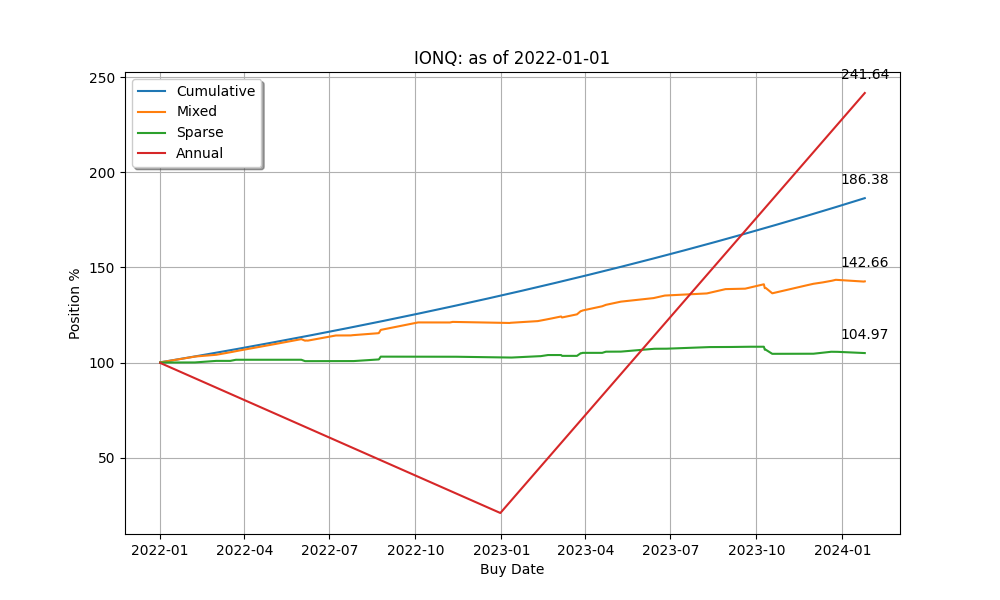 IONQ: as of 2022-01-01
Cumulative
Mixed
Sparse
Annual
241.64
186.38
142.66
104.97
250
200
150
100
50
Position %
2022-01 2022-04 2022-07 2022-10 2023-01 2023-04 2023-07 2023-10 2024-01
Buy Date